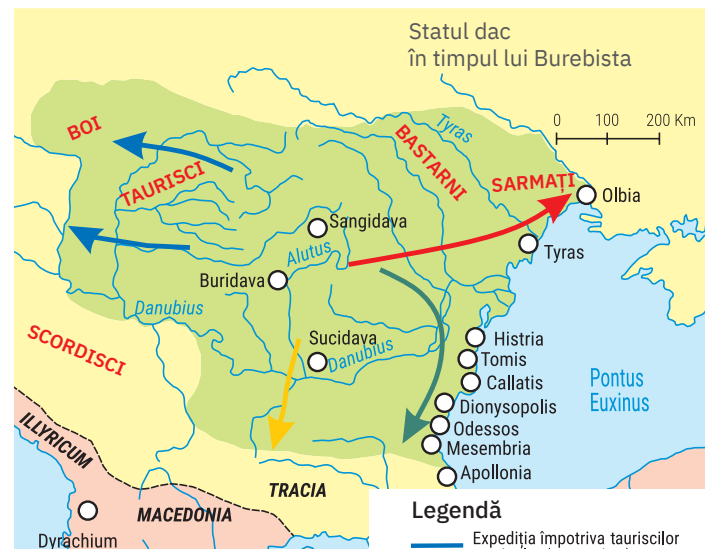 Statul dac
în timpul lui Burebista
0 100 200 Km
BOI
TAURISCI
BASTARNI
Tyras
SARMAȚI
Olbia
Sangidava
Tyras
Alutus
Buridava
Danubius
Sucidava
Danubius
SCORDISCI
Histria
Tomis
Callatis
Dionysopolis
Odessos
Mesembria
Apollonia
Pontus
Euxinus
ILLYRICUM
TRACIA
MACEDONIA
Dyrachium
Legendă
Expediția împotriva tauriscilor